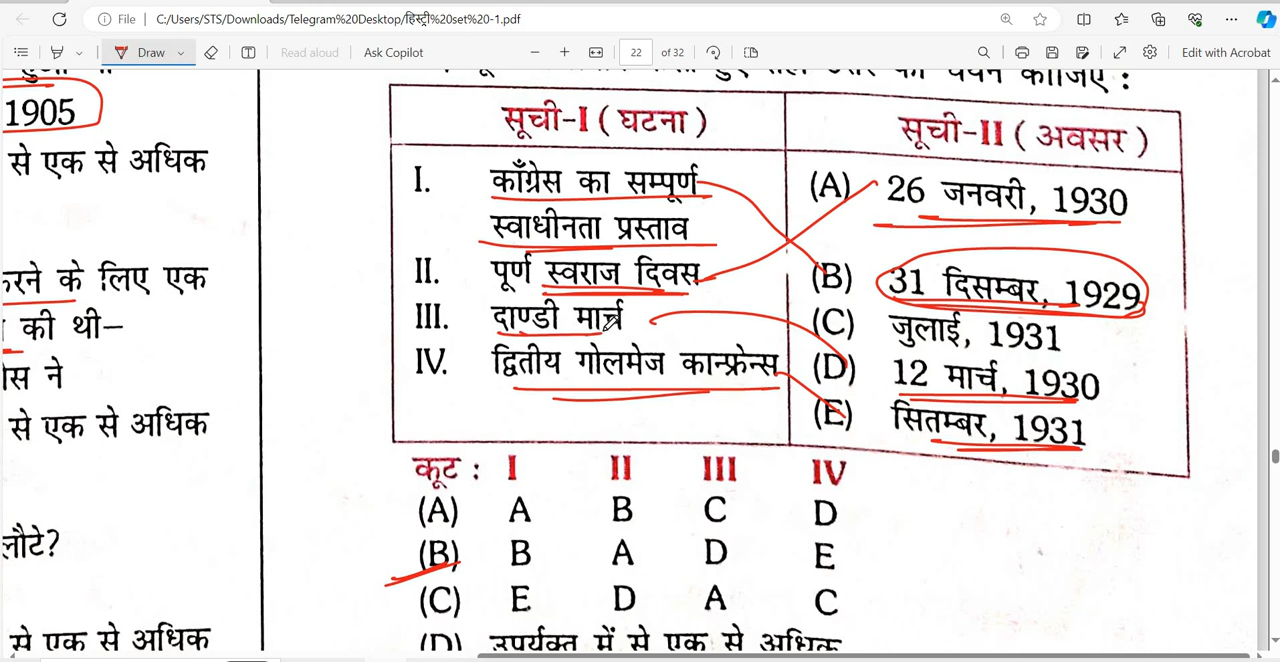 File | C:/Users/STS/Downloads/Telegram%20Desktop/हिस्ट्री%20set%20-1.pdf
Draw Read aloud Ask Copilot 22 of 32 Edit with Acrobat
1905
से एक से अधिक
करने के लिए एक
की थी–
से एक से अधिक
लौटे?
से एक से अधिक
सूची-I ( घटना ) सूची-II ( अवसर )
I. काँग्रेस का सम्पूर्ण (A) 26 जनवरी, 1930
स्वाधीनता प्रस्ताव
II. पूर्ण स्वराज दिवस (B) 31 दिसम्बर, 1929
III. दाण्डी मार्च (C) जुलाई, 1931
IV. द्वितीय गोलमेज कान्फ्रेन्स (D) 12 मार्च, 1930
(E) सितम्बर, 1931
कूट : I II III IV
(A) A B C D
(B) B A D E
(C) E D A C
(D) उपर्युक्त में से एक से अधिक